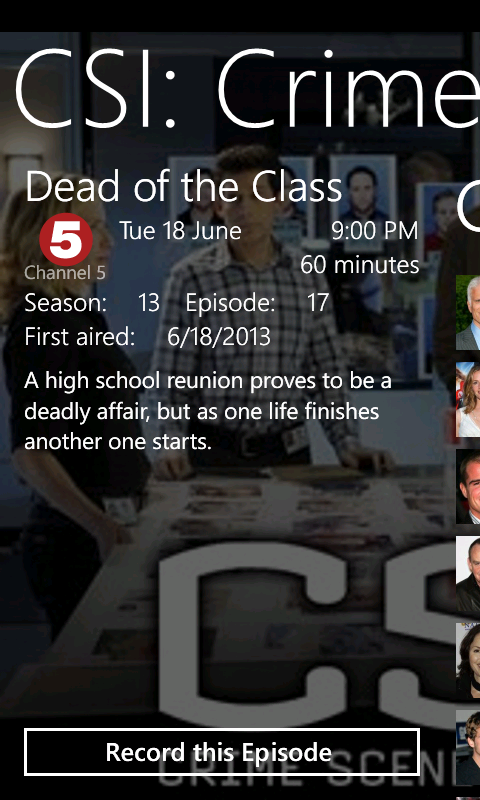 CSI: Crime
Dead of the Class
5
Tue 18 June 9:00 PM
Channel 5 60 minutes
Season: 13 Episode: 17
First aired: 6/18/2013
A high school reunion proves to be a
deadly affair, but as one life finishes
another one starts.
CS
Record this Episode
CRIME SCEN